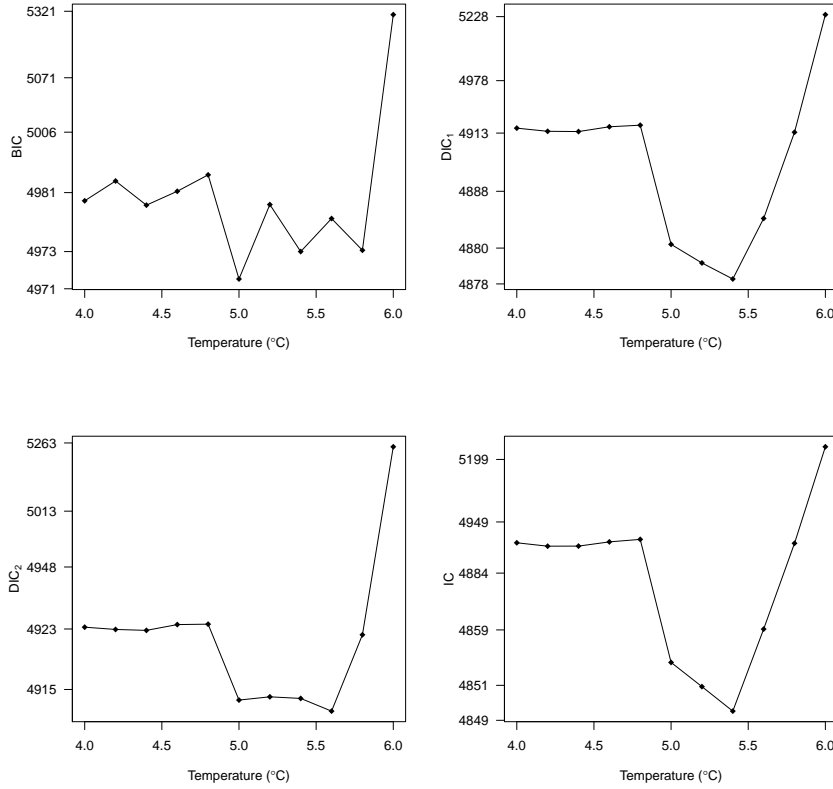 5321
5071
5006
4981
4973
4971
BIC
4.0 4.5 5.0 5.5 6.0
Temperature (°C)
5228
4978
4913
4888
4880
4878
DIC₁
4.0 4.5 5.0 5.5 6.0
Temperature (°C)
5263
5013
4948
4923
4915
DIC₂
4.0 4.5 5.0 5.5 6.0
Temperature (°C)
5199
4949
4884
4859
4851
4849
IC
4.0 4.5 5.0 5.5 6.0
Temperature (°C)